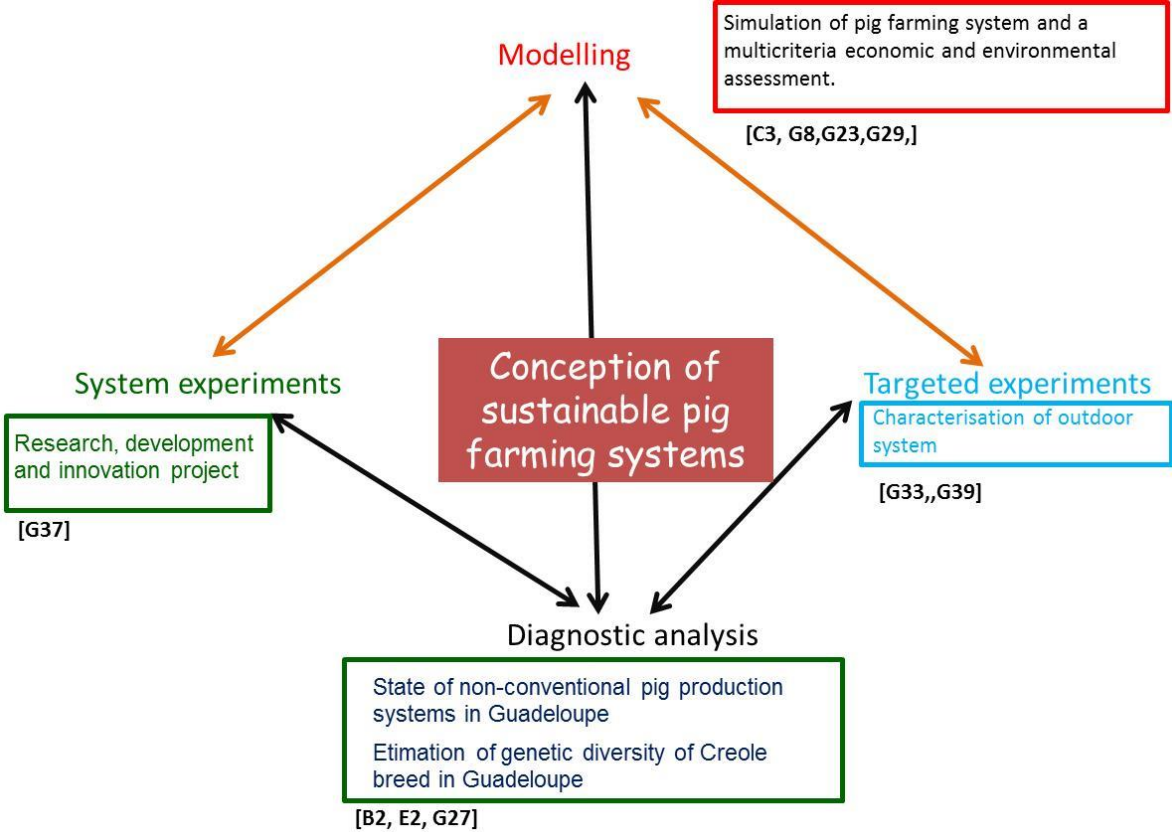 Modelling
Simulation of pig farming system and a
multicriteria economic and environmental
assessment.
[C3, G8,G23,G29,]
Conception of
sustainable pig
farming systems
System experiments
Research, development
and innovation project
[G37]
Targeted experiments
Characterisation of outdoor
system
[G33,,G39]
Diagnostic analysis
State of non-conventional pig production
systems in Guadeloupe
Etimation of genetic diversity of Creole
breed in Guadeloupe
[B2, E2, G27]